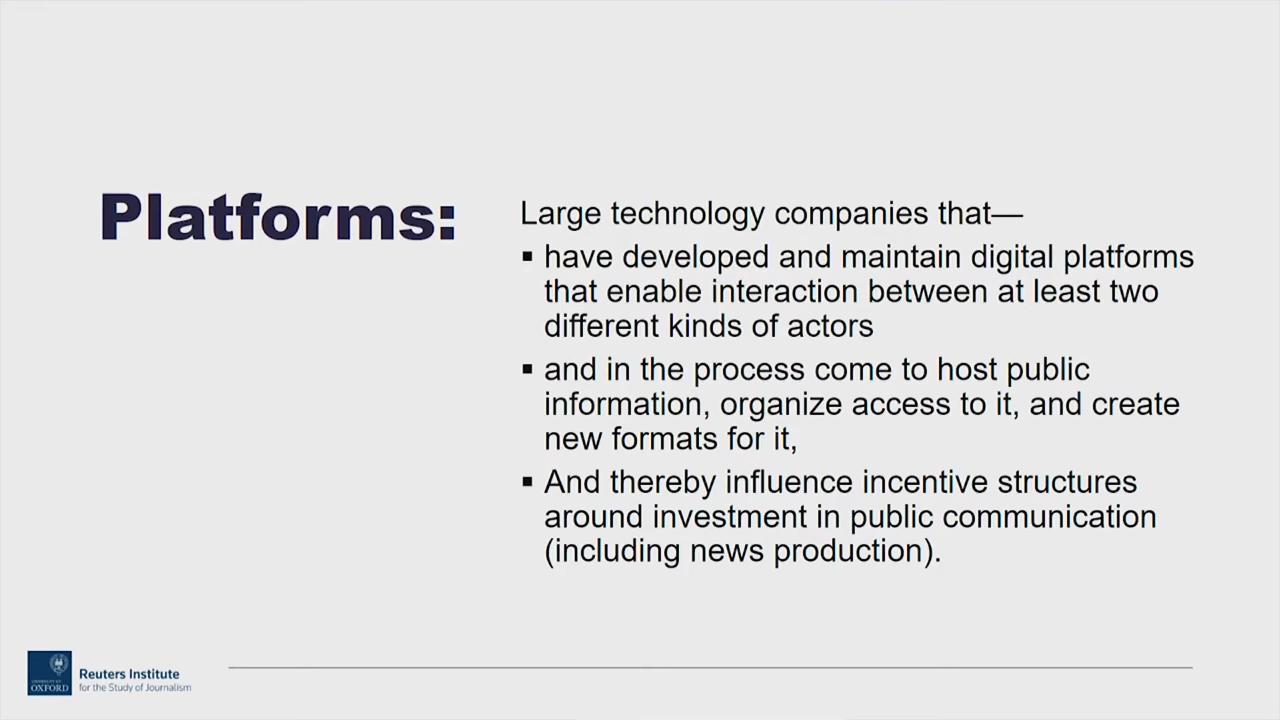 Platforms:
Large technology companies that—
▪ have developed and maintain digital platforms
that enable interaction between at least two
different kinds of actors
▪ and in the process come to host public
information, organize access to it, and create
new formats for it,
▪ And thereby influence incentive structures
around investment in public communication
(including news production).
UNIVERSITY OF
OXFORD
Reuters Institute
for the Study of Journalism